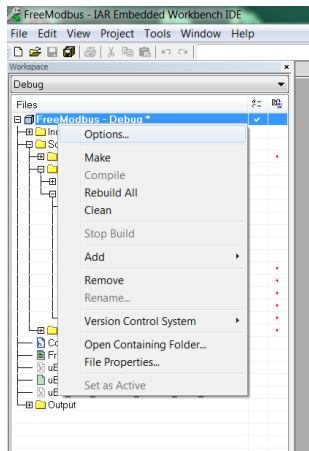 FreeModbus - IAR Embedded Workbench IDE
File Edit View Project Tools Window Help
Workspace
Debug
Files
FreeModbus - Debug *
Options...
Make
Compile
Rebuild All
Clean
Stop Build
Add
Remove
Rename...
Version Control System
Open Containing Folder...
File Properties...
Set as Active
Output